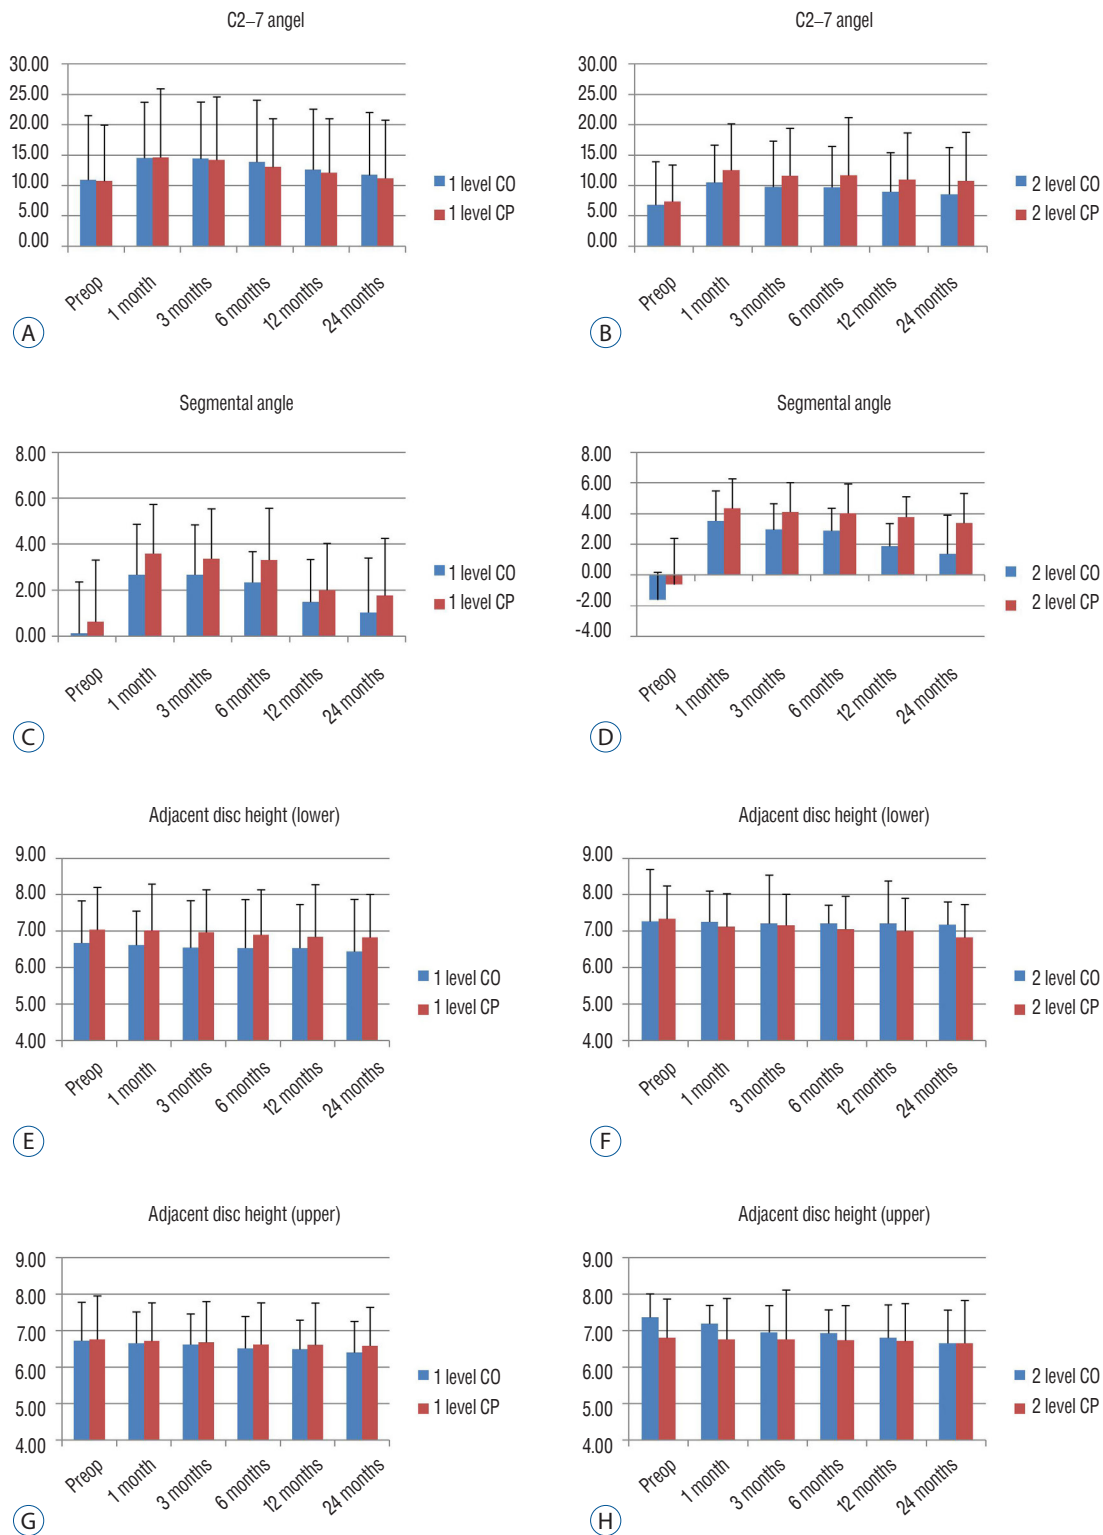 C2–7 angel
30.00
25.00
20.00
15.00
10.00
5.00
0.00
Preop
1 month
3 months
6 months
12 months
24 months
1 level CO
1 level CP
A
C2–7 angel
30.00
25.00
20.00
15.00
10.00
5.00
0.00
Preop
1 month
3 months
6 months
12 months
24 months
2 level CO
2 level CP
B
Segmental angle
8.00
6.00
4.00
2.00
0.00
Preop
1 month
3 months
6 months
12 months
24 months
1 level CO
1 level CP
C
Segmental angle
8.00
6.00
4.00
2.00
0.00
-2.00
-4.00
Preop
1 months
3 months
6 months
12 months
24 months
2 level CO
2 level CP
D
Adjacent disc height (lower)
9.00
8.00
7.00
6.00
5.00
4.00
Preop
1 month
3 months
6 months
12 months
24 months
1 level CO
1 level CP
E
Adjacent disc height (lower)
9.00
8.00
7.00
6.00
5.00
4.00
Preop
1 month
3 months
6 months
12 months
24 months
2 level CO
2 level CP
F
Adjacent disc height (upper)
9.00
8.00
7.00
6.00
5.00
4.00
Preop
1 month
3 months
6 months
12 months
24 months
1 level CO
1 level CP
G
Adjacent disc height (upper)
9.00
8.00
7.00
6.00
5.00
4.00
Preop
1 month
3 months
6 months
12 months
24 months
2 level CO
2 level CP
H